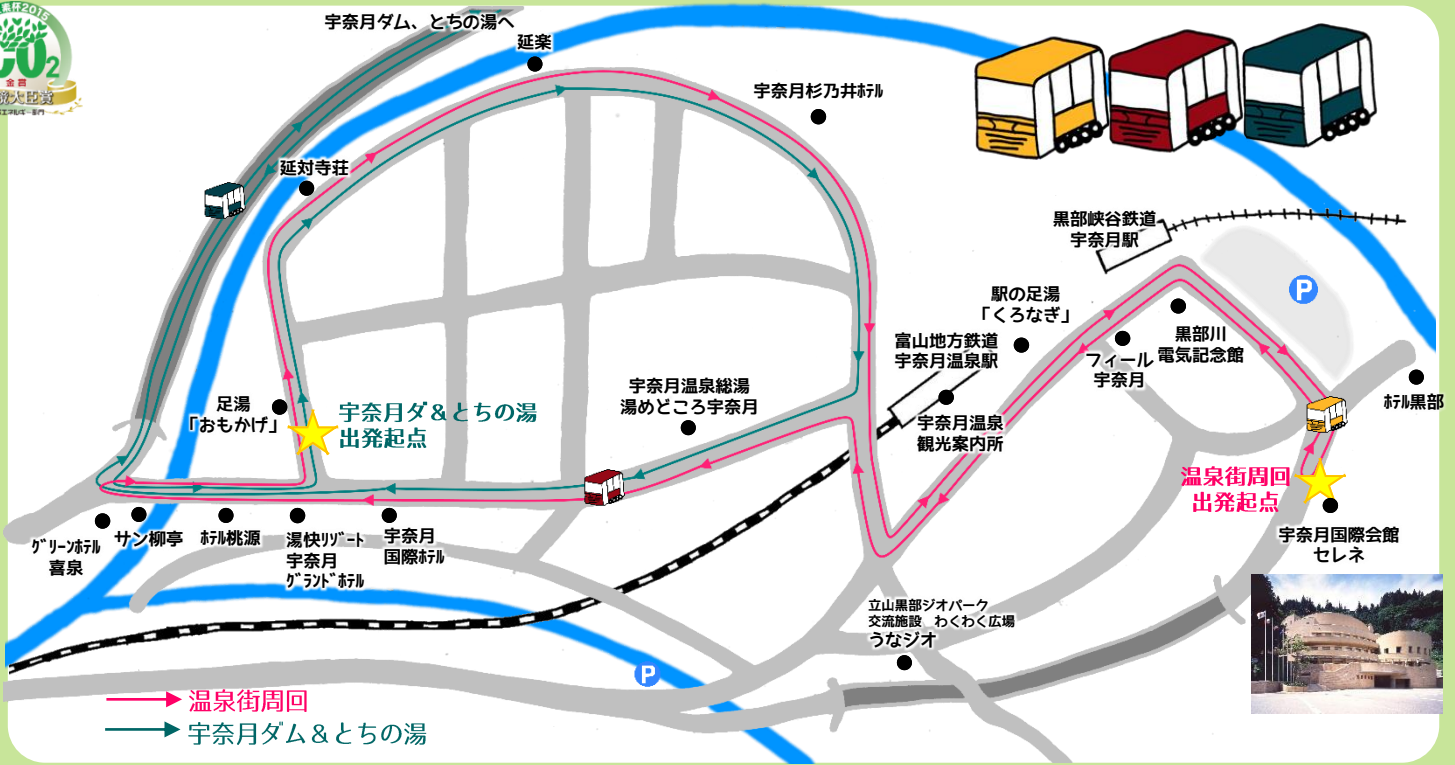 宇奈月ダム、とちの湯へ
金賞
延楽
宇奈月杉乃井ﾎﾃﾙ
延対寺荘
黒部峡谷鉄道
宇奈月駅
P
駅の足湯
「くろなぎ」
富山地方鉄道
宇奈月温泉駅
フィール
宇奈月
黒部川
電気記念館
ﾎﾃﾙ黒部
足湯
「おもかげ」
宇奈月ダ＆とちの湯
出発起点
宇奈月温泉総湯
湯めどころ宇奈月
宇奈月温泉
観光案内所
温泉街周回
出発起点
宇奈月国際会館
セレネ
ｸﾞﾘｰﾝﾎﾃﾙ
喜泉
サン柳亭
ﾎﾃﾙ桃源
湯快ﾘｿﾞｰﾄ
宇奈月
ｸﾞﾗﾝﾄﾞﾎﾃﾙ
宇奈月
国際ﾎﾃﾙ
立山黒部ジオパーク
交流施設　わくわく広場
うなジオ
P
温泉街周回
宇奈月ダム＆とちの湯